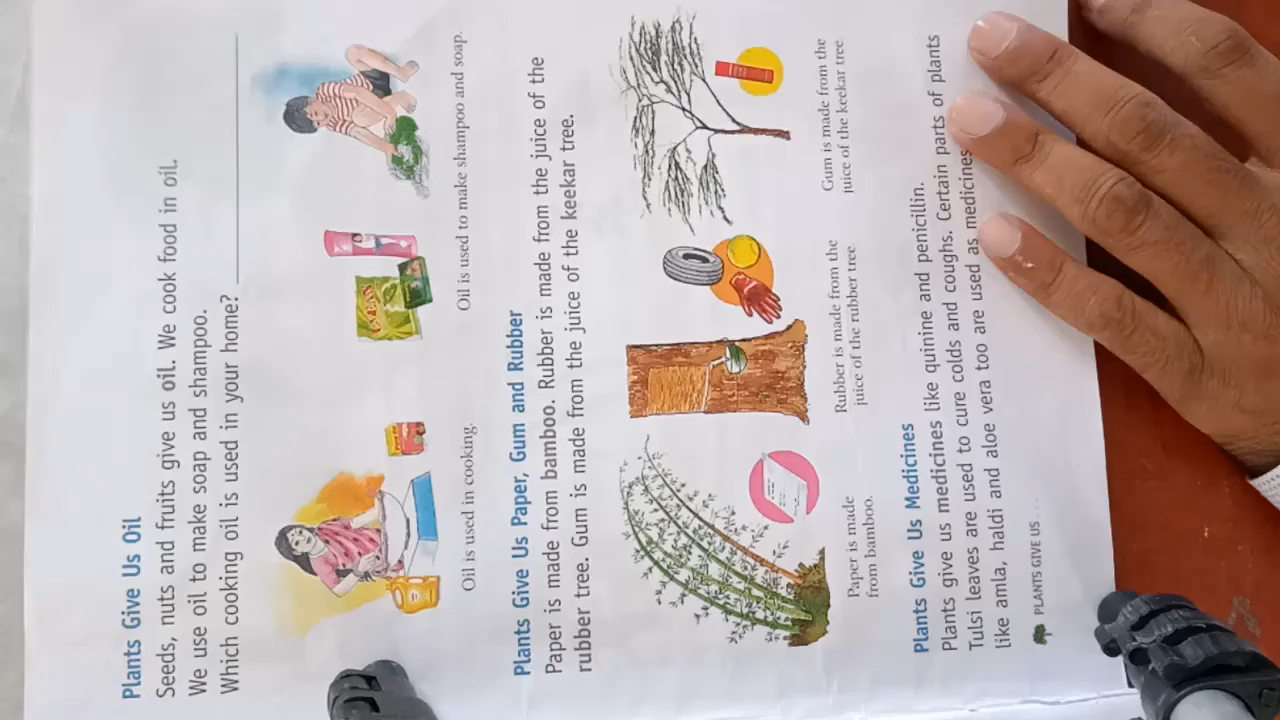 Plants Give Us Oil
Seeds, nuts and fruits give us oil. We cook food in oil.
We use oil to make soap and shampoo.
Which cooking oil is used in your home?
Oil is used in cooking.
Oil is used to make shampoo and soap.
Plants Give Us Paper, Gum and Rubber
Paper is made from bamboo. Rubber is made from the juice of the
rubber tree. Gum is made from the juice of the keekar tree.
Paper is made
from bamboo.
Rubber is made from the
juice of the rubber tree
Gum is made from the
juice of the keekar tree.
Plants Give Us Medicines
Plants give us medicines like quinine and penicillin.
Tulsi leaves are used to cure colds and coughs. Certain parts of plants
like amla, haldi and aloe vera too are used as medicines
PLANTS GIVE US . . .